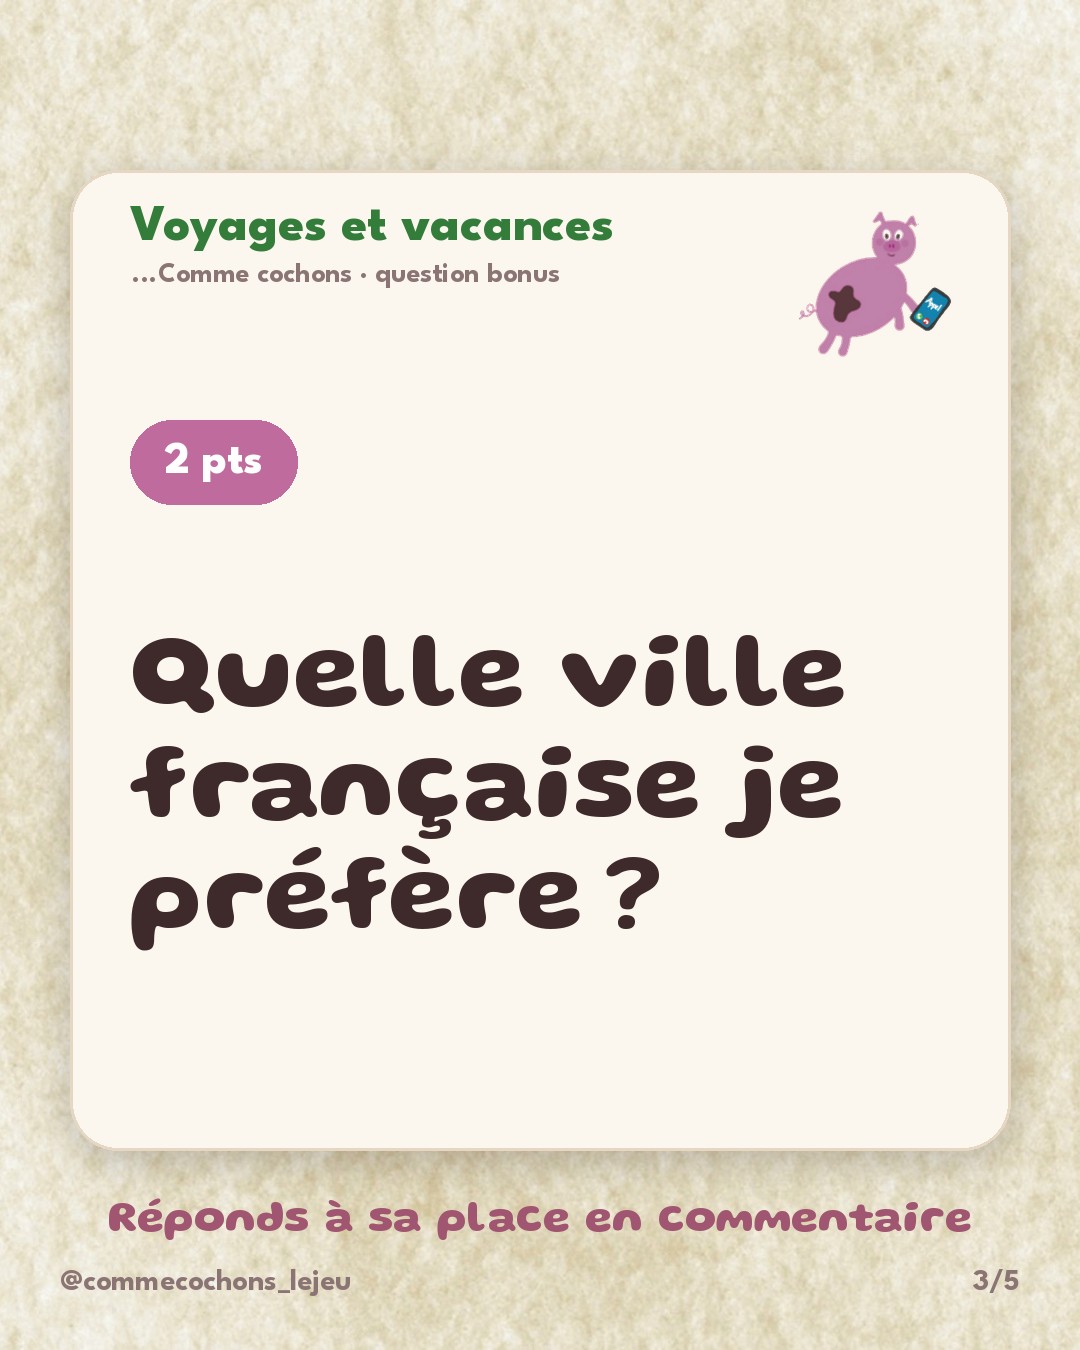 Voyages et vacances
...Comme cochons · question bonus
2 pts
Quelle ville
française je
préfère ?
Réponds à sa place en commentaire
@commecochons_lejeu
3/5